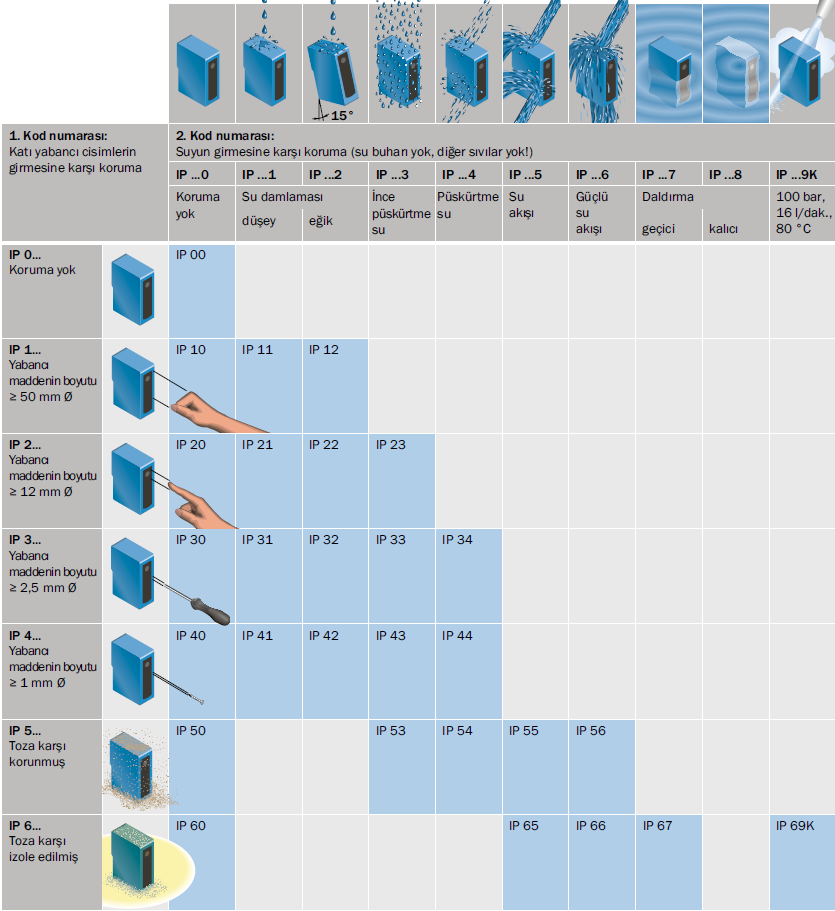 15°
1. Kod numarası:
Katı yabancı cisimlerin
girmesine karşı koruma
2. Kod numarası:
Suyun girmesine karşı koruma (su buharı yok, diğer sıvılar yok!)
IP ...0 IP ...1 IP ...2 IP ...3 IP ...4 IP ...5 IP ...6 IP ...7 IP ...8 IP ...9K
Koruma
yok
Su damlaması
düşey eğik
İnce
püskürtme
su
Püskürtme
su
Su
akışı
Güçlü
su
akışı
Daldırma
geçici kalıcı
100 bar,
16 l/dak.,
80 °C
IP 0...
Koruma yok
IP 00
IP 1...
Yabancı
maddenin boyutu
≥ 50 mm Ø
IP 10 IP 11 IP 12
IP 2...
Yabancı
maddenin boyutu
≥ 12 mm Ø
IP 20 IP 21 IP 22 IP 23
IP 3...
Yabancı
maddenin boyutu
≥ 2,5 mm Ø
IP 30 IP 31 IP 32 IP 33 IP 34
IP 4...
Yabancı
maddenin boyutu
≥ 1 mm Ø
IP 40 IP 41 IP 42 IP 43 IP 44
IP 5...
Toza karşı
korunmuş
IP 50 IP 53 IP 54 IP 55 IP 56
IP 6...
Toza karşı
izole edilmiş
IP 60 IP 65 IP 66 IP 67 IP 69K